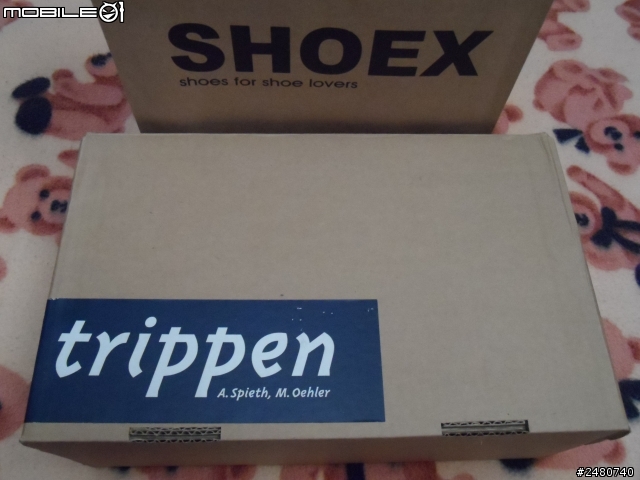 MOBILE01
SHOEX
shoes for shoe lovers
trippen
A. Spieth, M. Oehler
#2480740